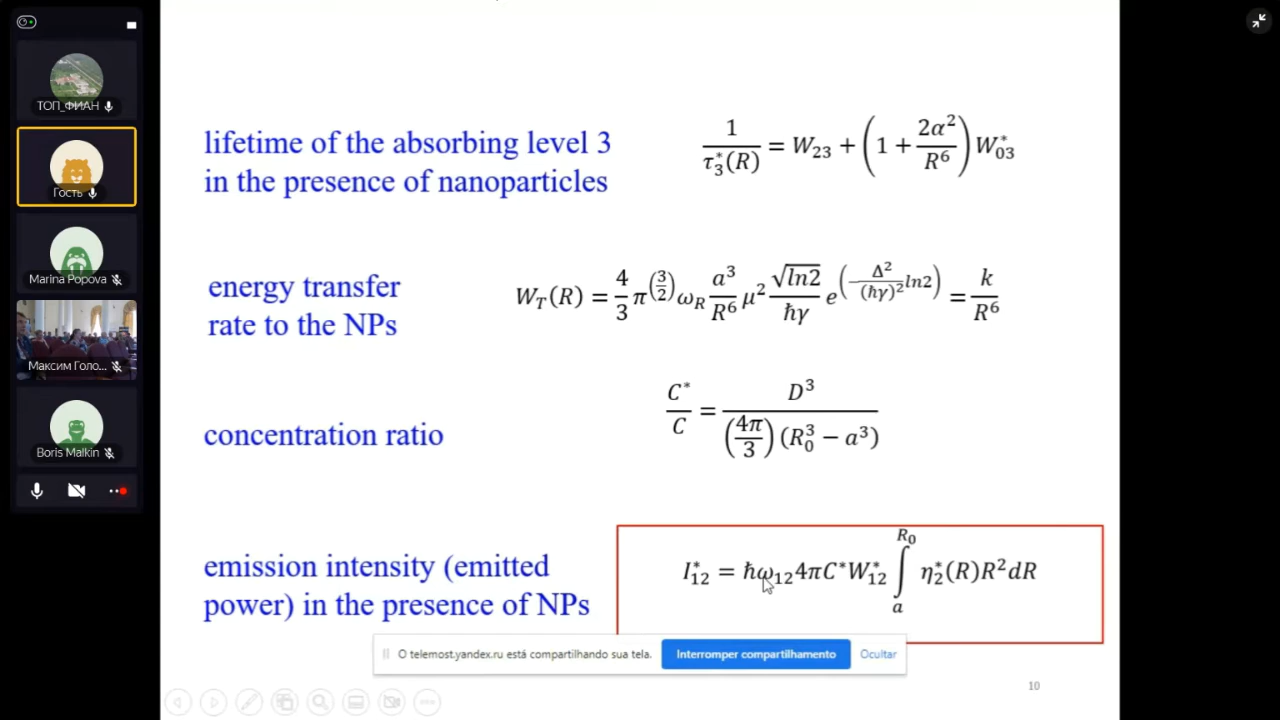 ТОП_ФИАН
Гость
Marina Popova
Максим Голо...
Boris Malkin
lifetime of the absorbing level 3
in the presence of nanoparticles
1/τ₃*(R) = W₂₃ + (1 + 2α²/R⁶) W₀₃*
energy transfer
rate to the NPs
W_T(R) = 4/3 π^(3/2) ω_R a³/R⁶ μ² √ln2/ħγ e^(−Δ²/(ħγ)² ln2) = k/R⁶
concentration ratio
C*/C = D³/((4π/3)(R₀³ − a³))
emission intensity (emitted
power) in the presence of NPs
I₁₂* = ħω₁₂4πC*W₁₂* ∫ₐ^R₀ η₂*(R)R²dR
O telemost.yandex.ru está compartilhando sua tela.
Interromper compartilhamento
Ocultar
10